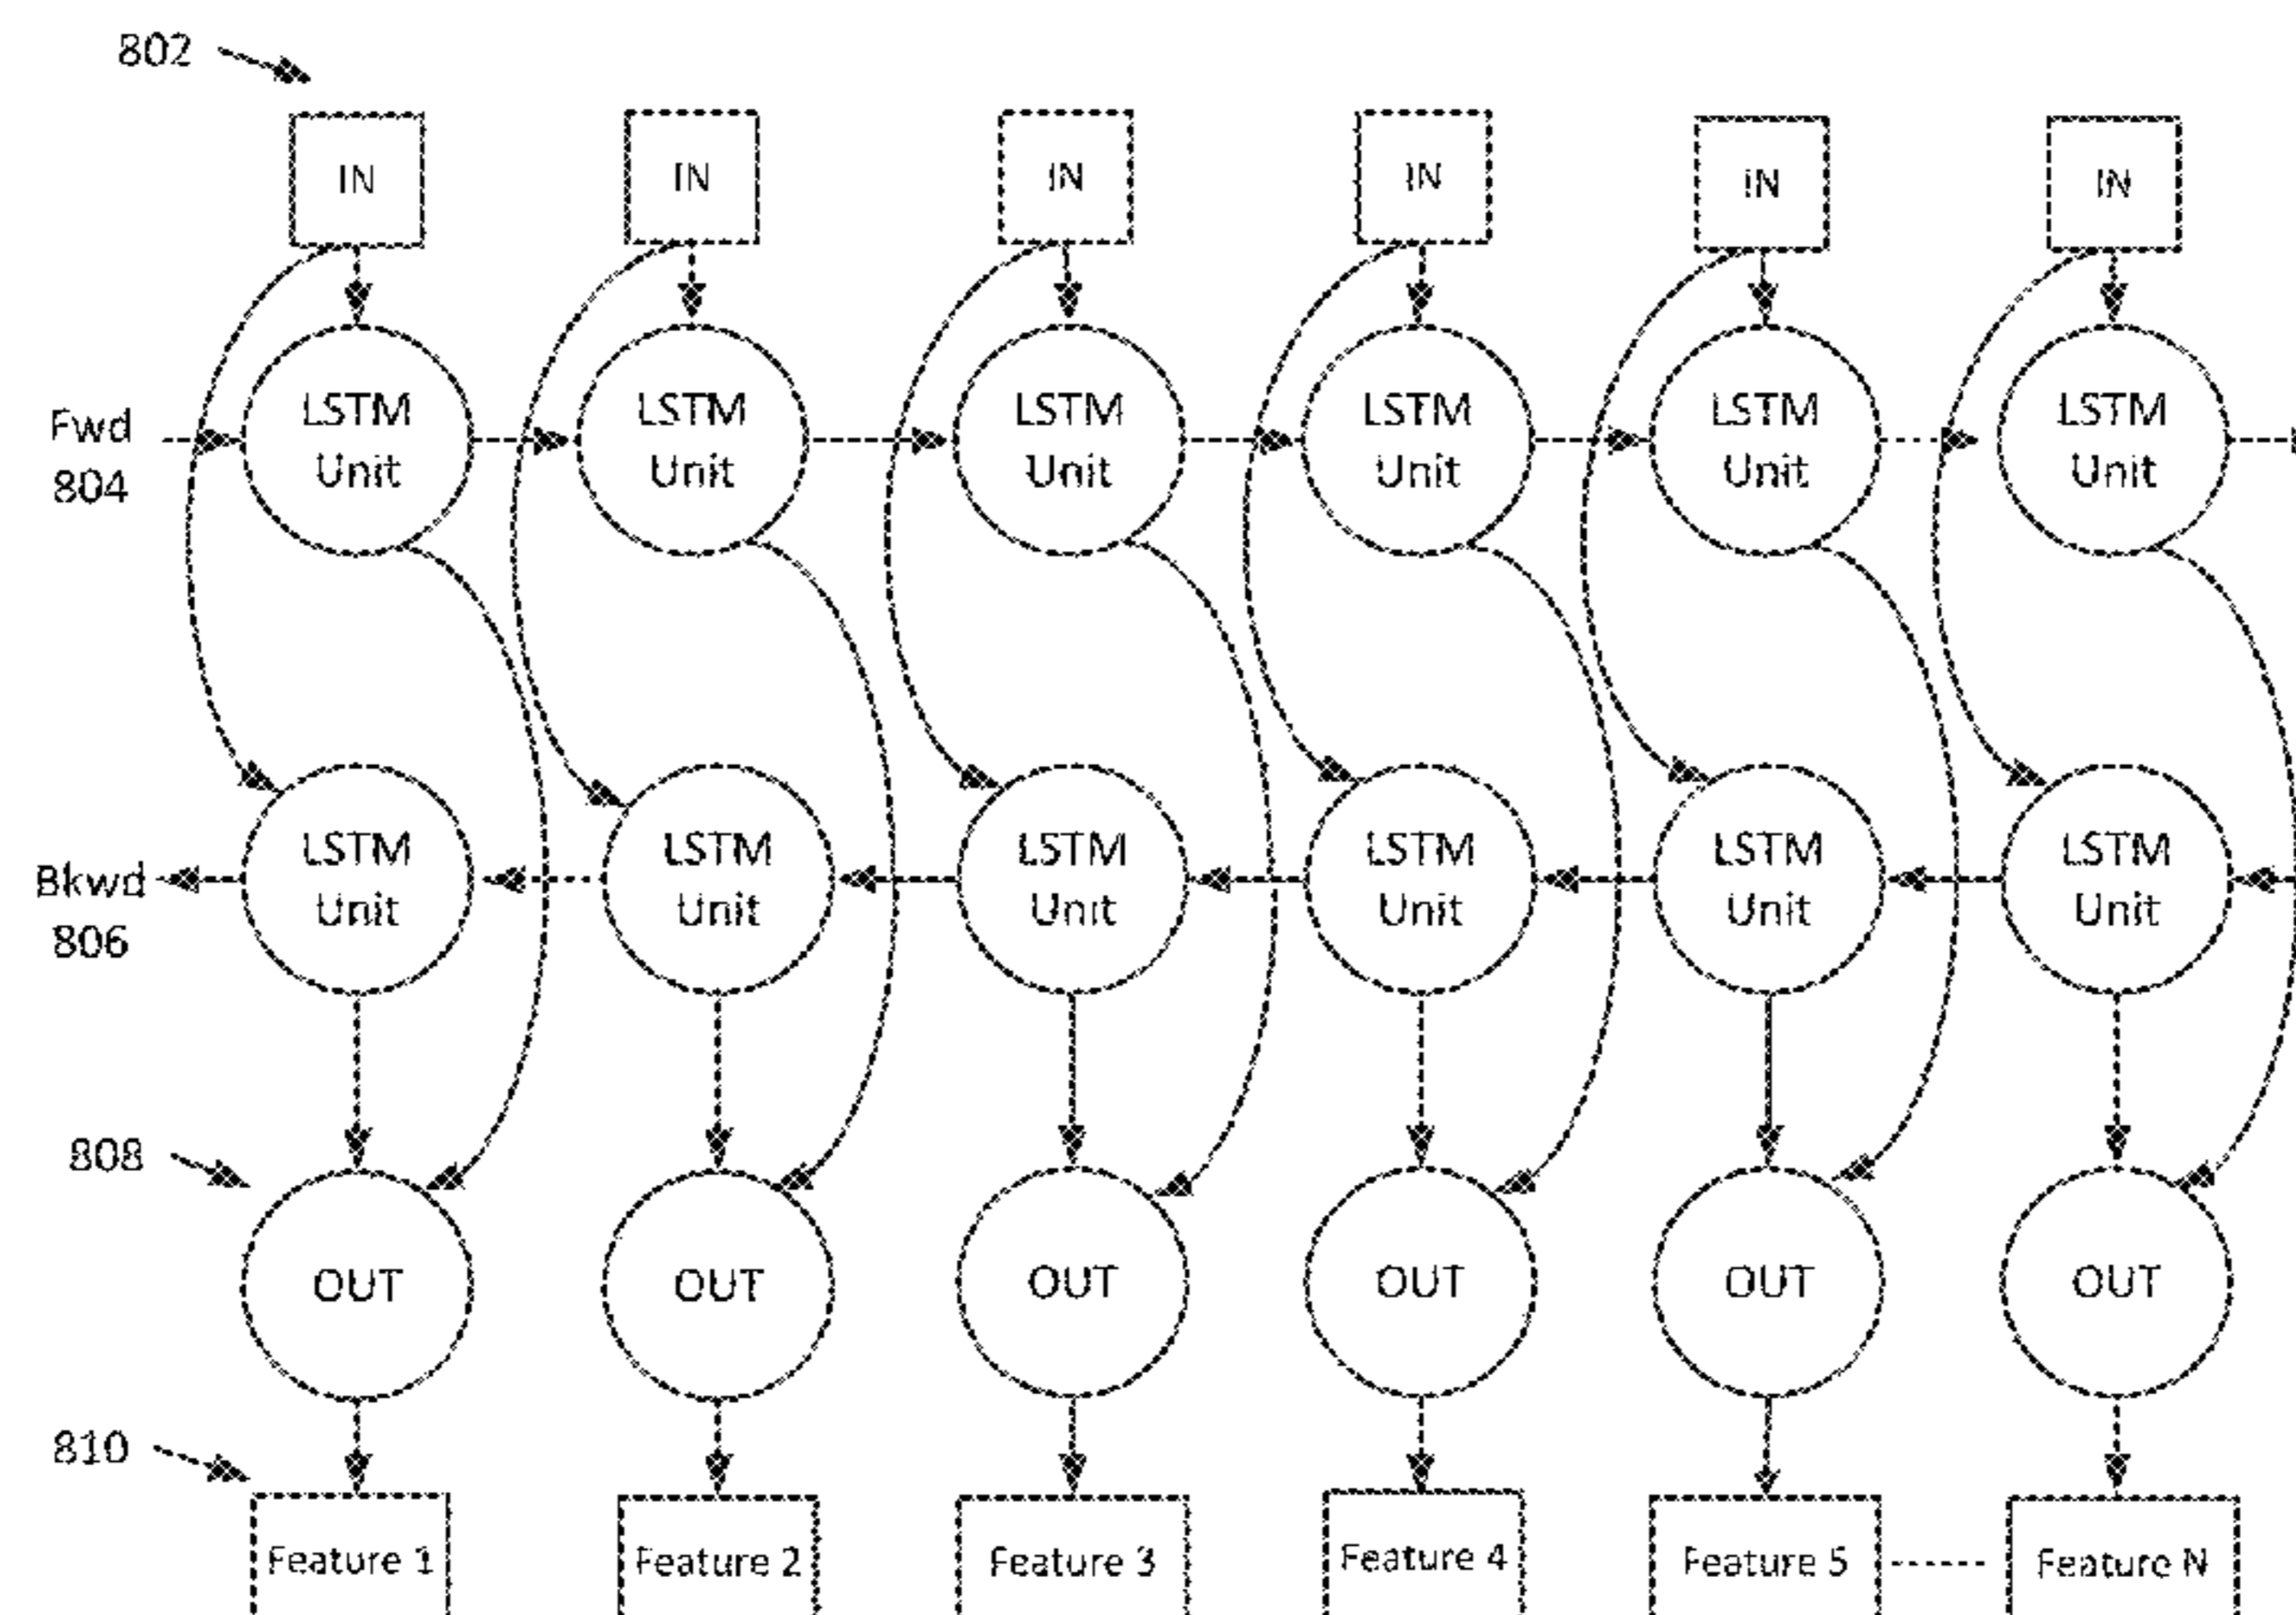 802
IN IN IN IN IN IN
Fwd
804
LSTM Unit LSTM Unit LSTM Unit LSTM Unit LSTM Unit LSTM Unit
Bkwd
806
LSTM Unit LSTM Unit LSTM Unit LSTM Unit LSTM Unit LSTM Unit
808
OUT OUT OUT OUT OUT OUT
810
Feature 1 Feature 2 Feature 3 Feature 4 Feature 5 Feature N